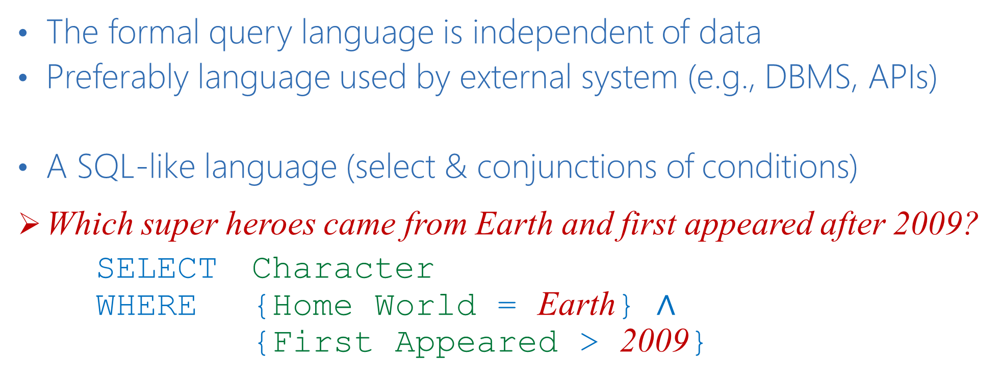 • The formal query language is independent of data
• Preferably language used by external system (e.g., DBMS, APIs)
• A SQL-like language (select & conjunctions of conditions)
➢ Which super heroes came from Earth and first appeared after 2009?
SELECT Character
WHERE {Home World = Earth} ∧
{First Appeared > 2009}